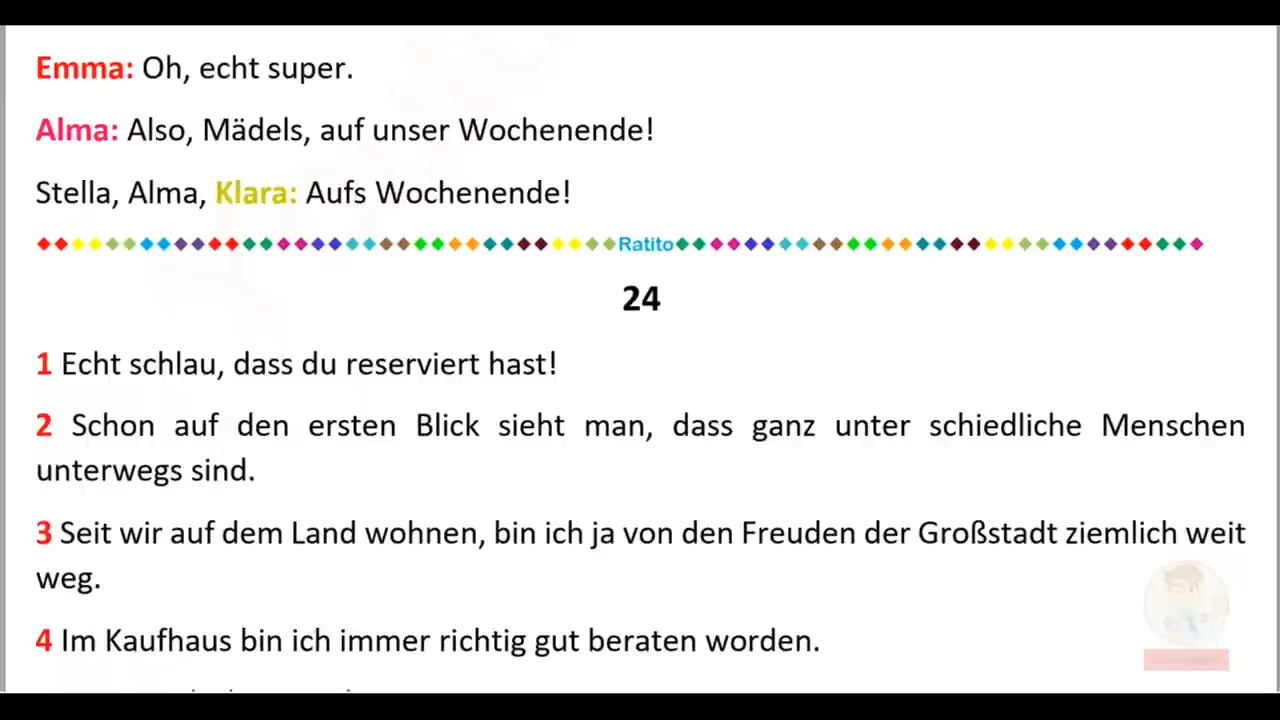 Emma: Oh, echt super.
Alma: Also, Mädels, auf unser Wochenende!
Stella, Alma, Klara: Aufs Wochenende!
Ratito
24
1 Echt schlau, dass du reserviert hast!
2 Schon auf den ersten Blick sieht man, dass ganz unter schiedliche Menschen
unterwegs sind.
3 Seit wir auf dem Land wohnen, bin ich ja von den Freuden der Großstadt ziemlich weit
weg.
4 Im Kaufhaus bin ich immer richtig gut beraten worden.